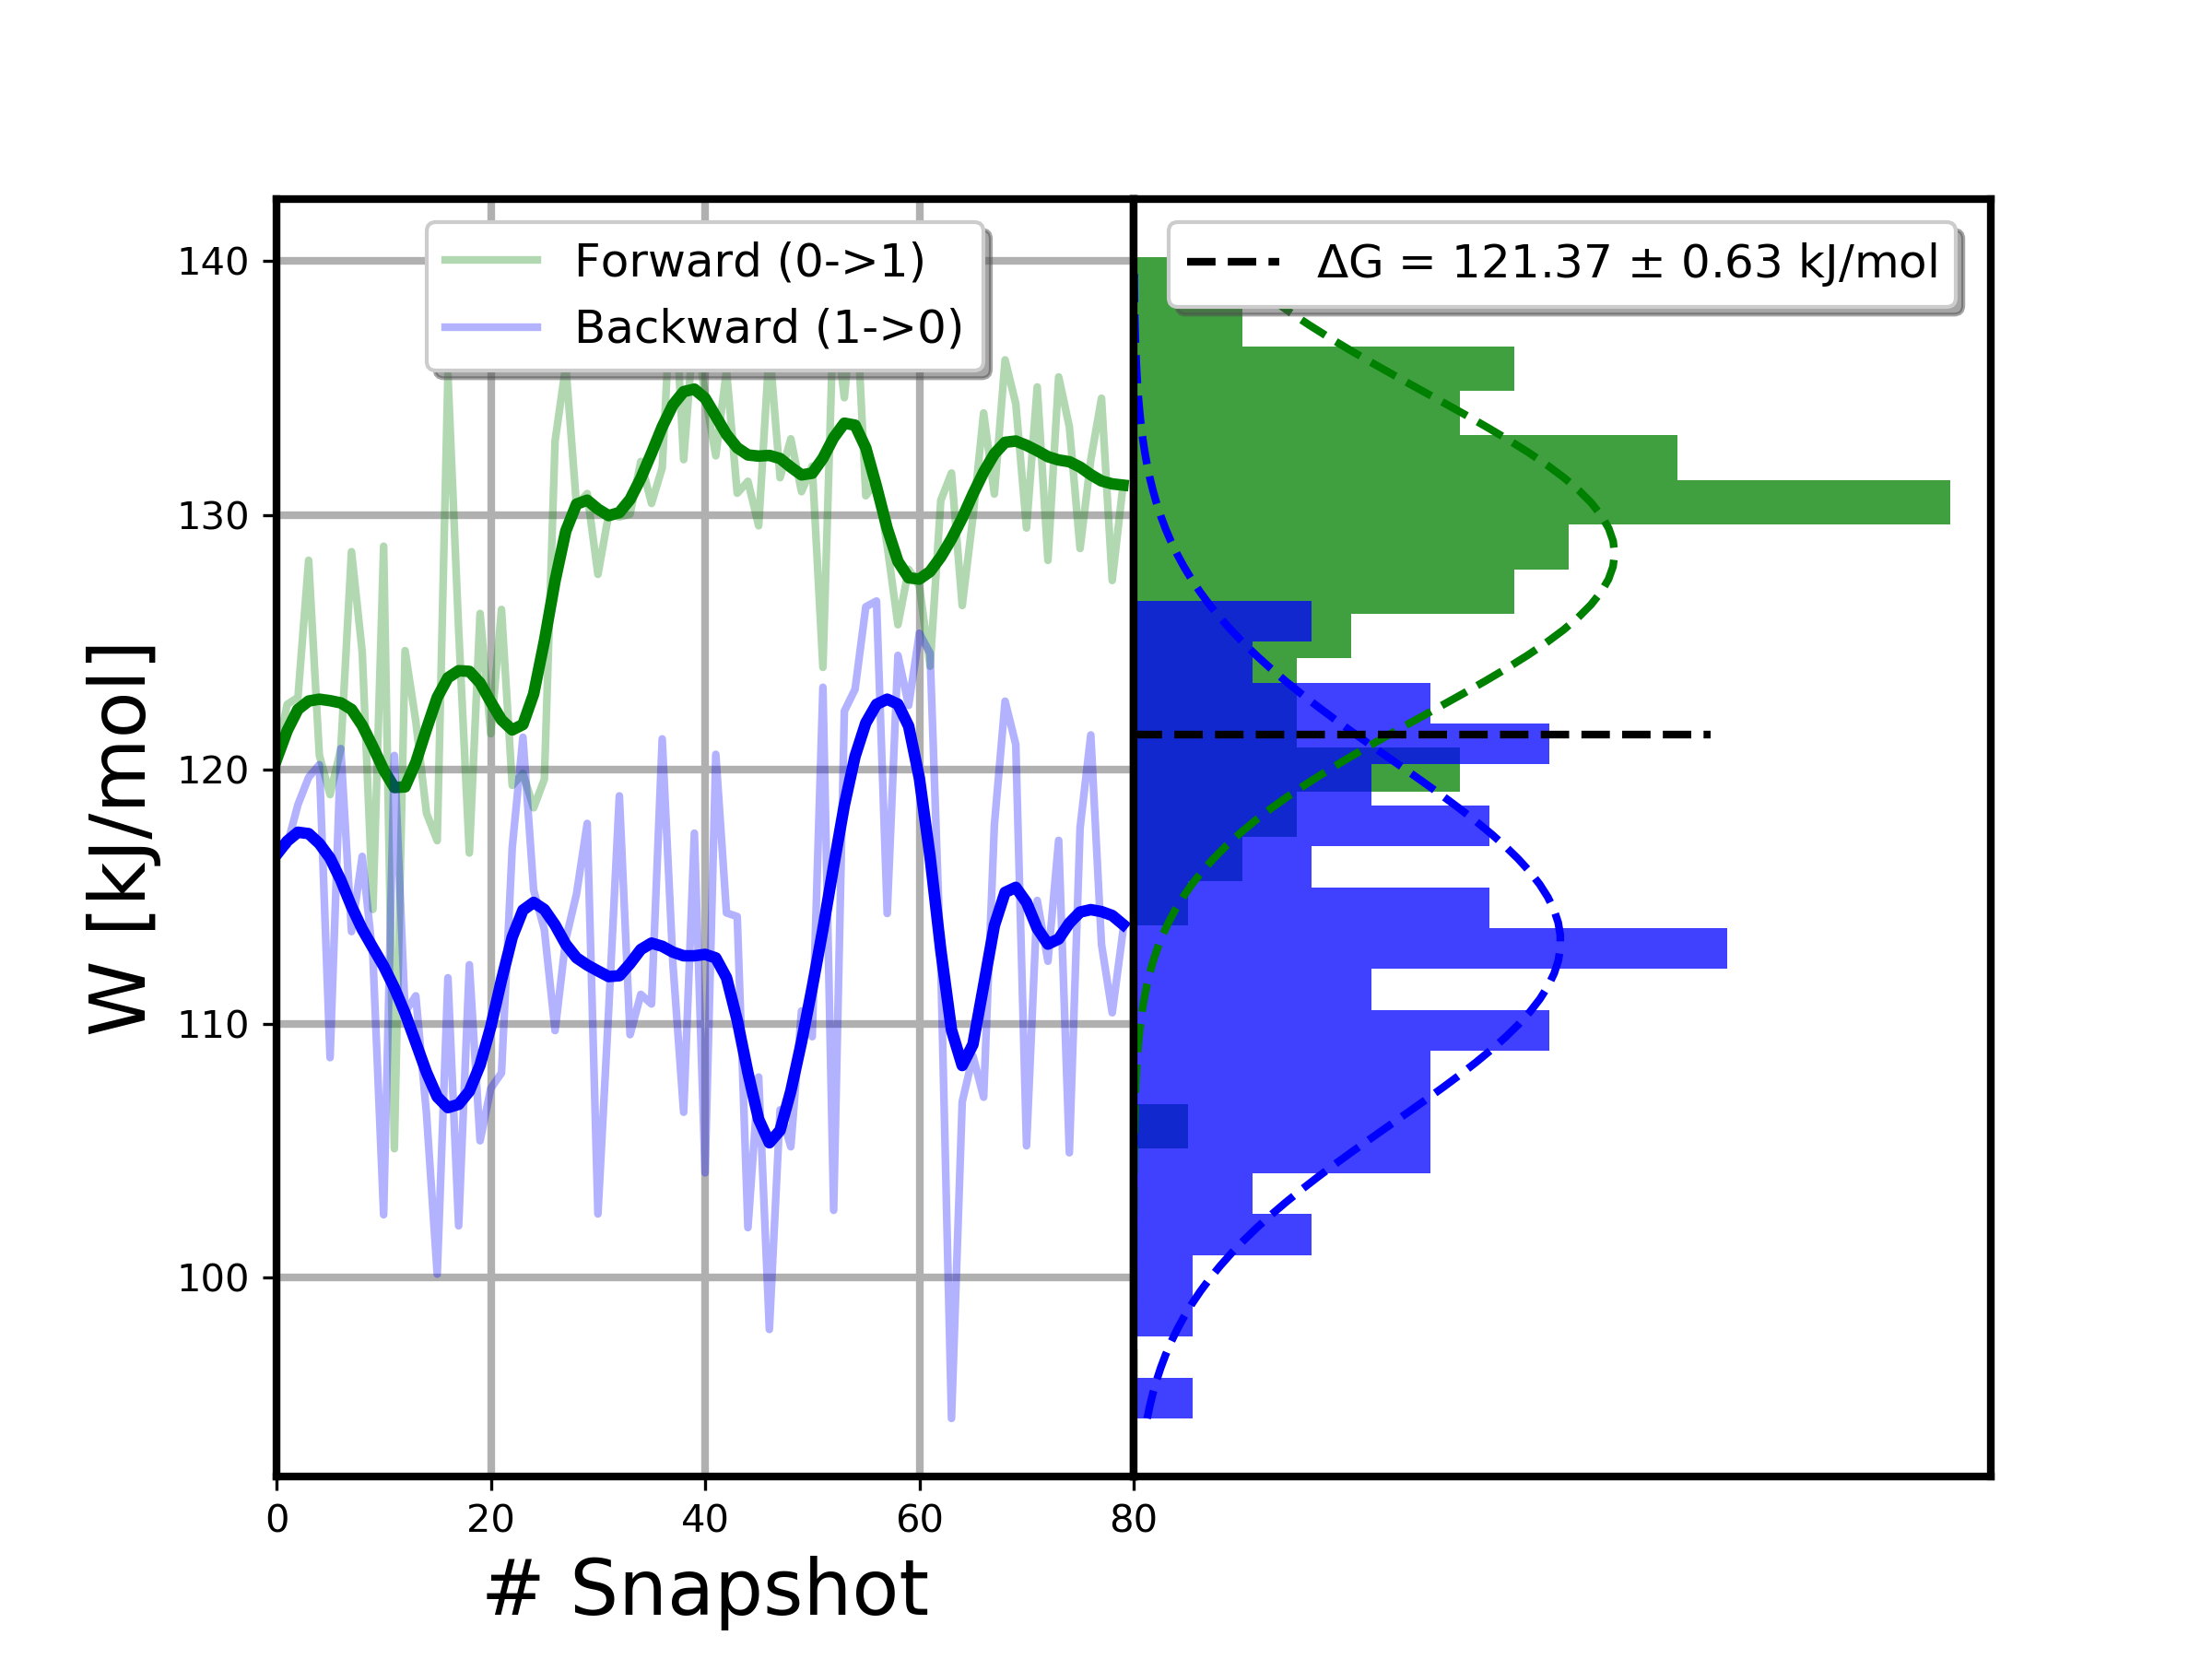 Forward (0->1)
Backward (1->0)
ΔG = 121.37 ± 0.63 kJ/mol
W [kJ/mol]
140
130
120
110
100
0 20 40 60 80
# Snapshot